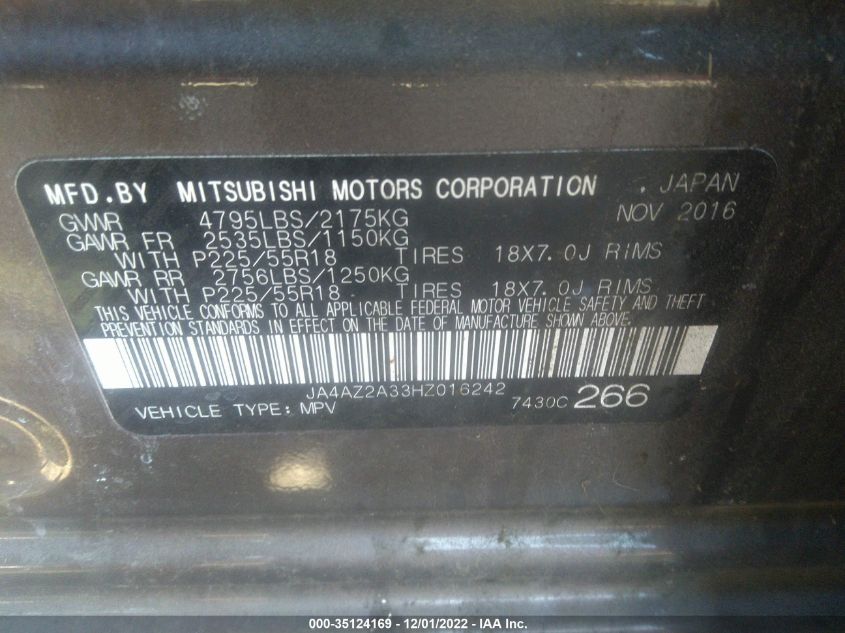 MFD.BY MITSUBISHI MOTORS CORPORATION . JAPAN
GVWR 4795LBS/2175KG NOV 2016
GAWR FR 2535LBS/1150KG
WITH P225/55R18 TIRES 18X7.0J RIMS
GAWR RR 2756LBS/1250KG
WITH P225/55R18 TIRES 18X7.0J RIMS
THIS VEHICLE CONFORMS TO ALL APPLICABLE FEDERAL MOTOR VEHICLE SAFETY AND THEFT
PREVENTION STANDARDS IN EFFECT ON THE DATE OF MANUFACTURE SHOWN ABOVE.
JA4AZ2A33HZ016242
VEHICLE TYPE: MPV 7430C 266
000-35124169 - 12/01/2022 - IAA Inc.